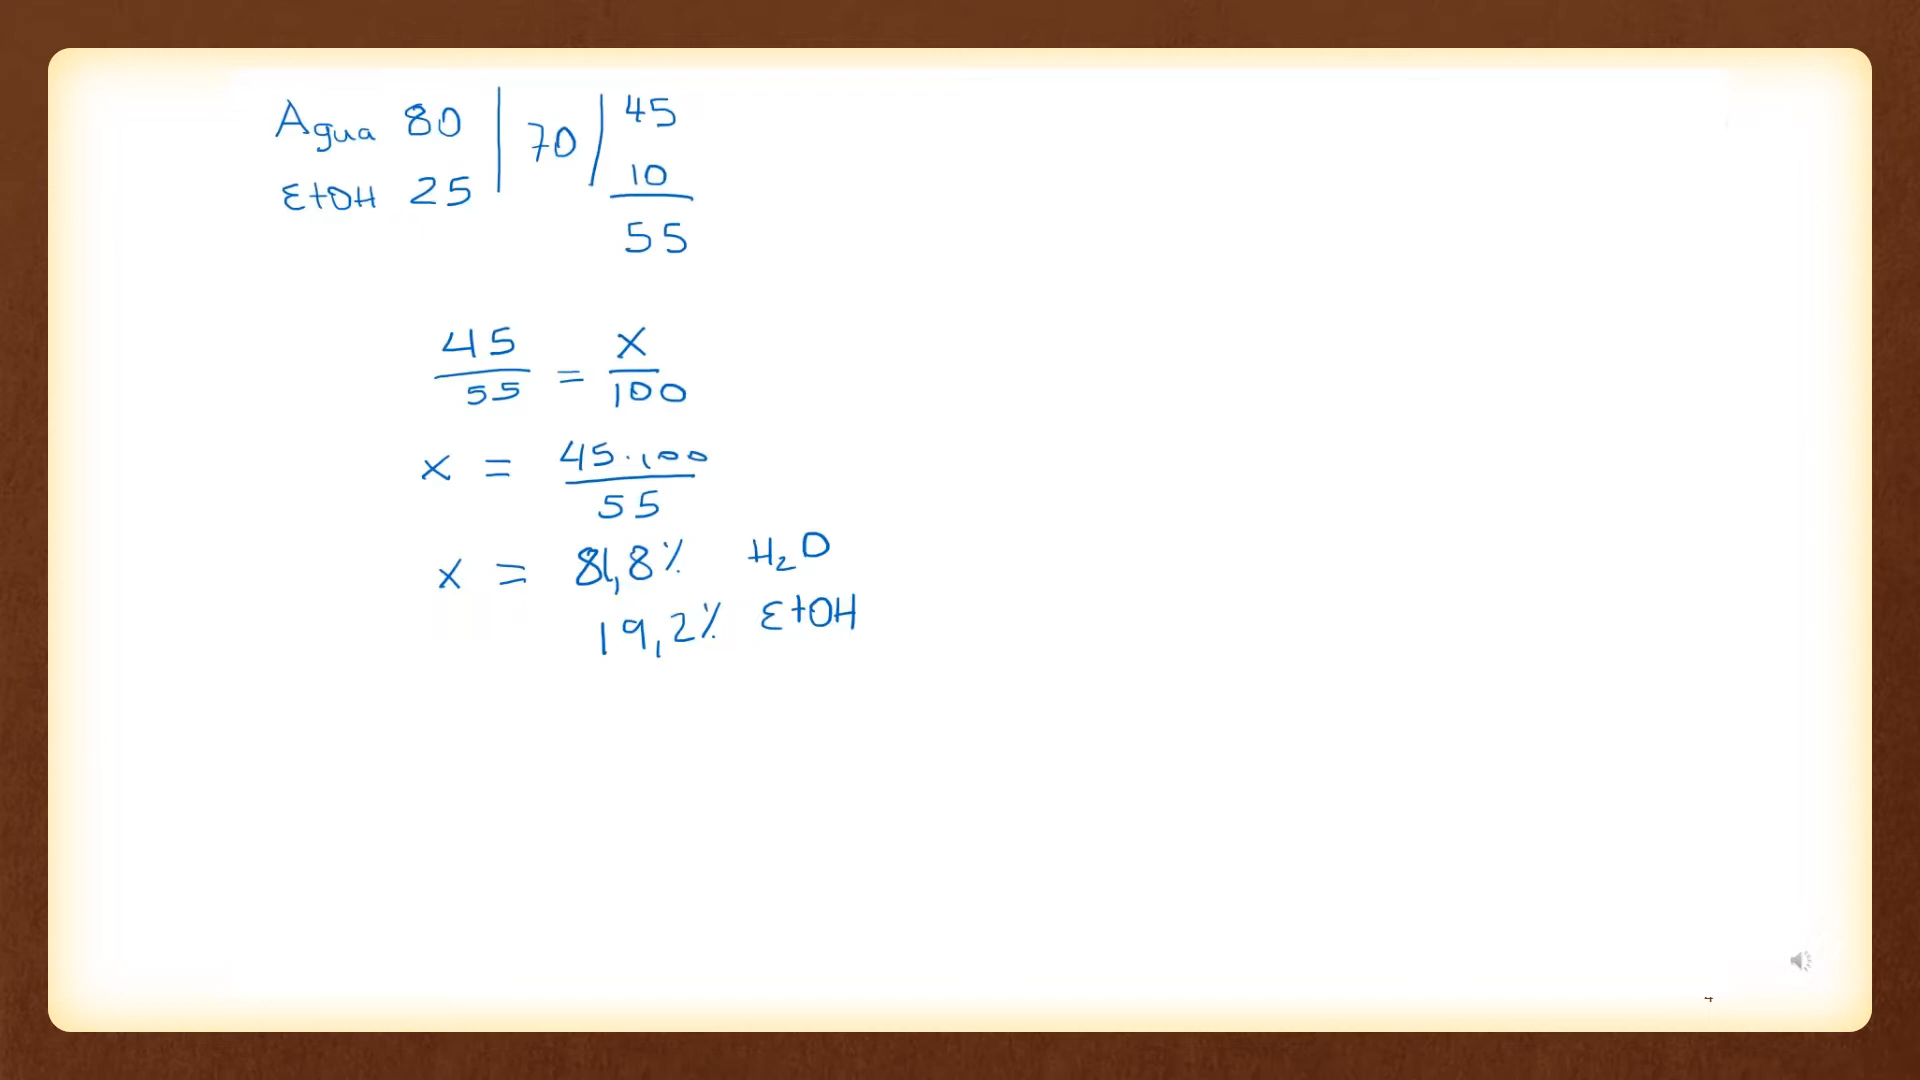 Agua 80 | 70 | 45
EtOH 25 10
55
45/55 = x/100
x = 45.100/55
x = 81,8% H₂O
19,2% EtOH
4